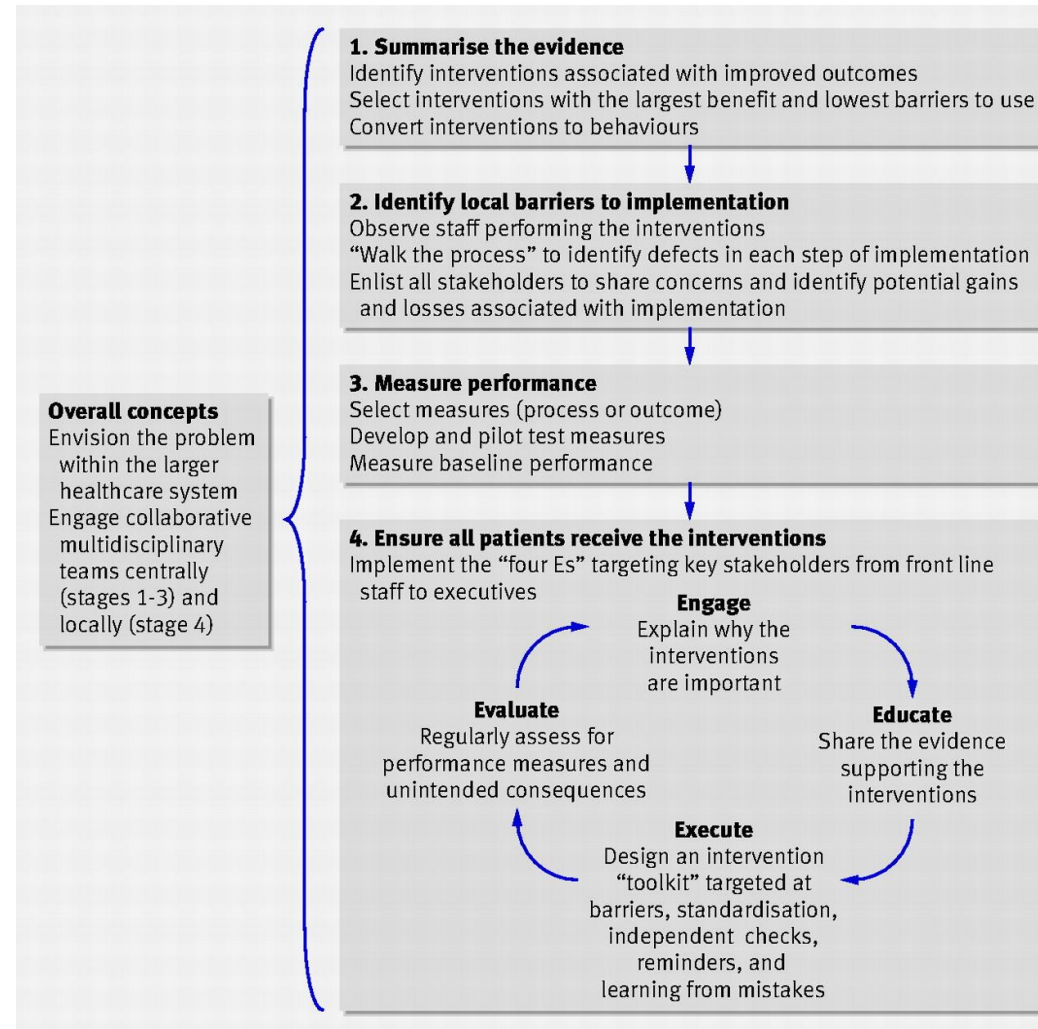 1. Summarise the evidence
Identify interventions associated with improved outcomes
Select interventions with the largest benefit and lowest barriers to use
Convert interventions to behaviours
2. Identify local barriers to implementation
Observe staff performing the interventions
“Walk the process” to identify defects in each step of implementation
Enlist all stakeholders to share concerns and identify potential gains
and losses associated with implementation
3. Measure performance
Select measures (process or outcome)
Develop and pilot test measures
Measure baseline performance
Overall concepts
Envision the problem
within the larger
healthcare system
Engage collaborative
multidisciplinary
teams centrally
(stages 1-3) and
locally (stage 4)
4. Ensure all patients receive the interventions
Implement the “four Es” targeting key stakeholders from front line
staff to executives
Engage
Explain why the
interventions
are important
Educate
Share the evidence
supporting the
interventions
Execute
Design an intervention
“toolkit” targeted at
barriers, standardisation,
independent checks,
reminders, and
learning from mistakes
Evaluate
Regularly assess for
performance measures and
unintended consequences